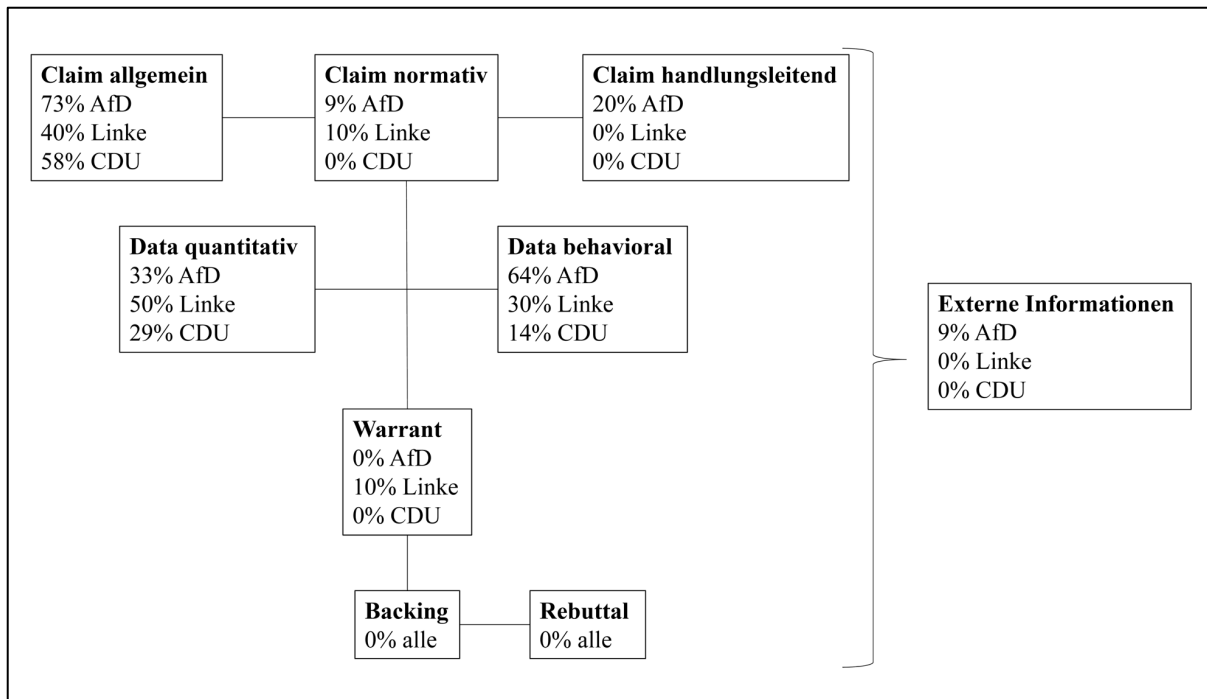 Claim allgemein
73% AfD
40% Linke
58% CDU
Claim normativ
9% AfD
10% Linke
0% CDU
Claim handlungsleitend
20% AfD
0% Linke
0% CDU
Data quantitativ
33% AfD
50% Linke
29% CDU
Data behavioral
64% AfD
30% Linke
14% CDU
Externe Informationen
9% AfD
0% Linke
0% CDU
Warrant
0% AfD
10% Linke
0% CDU
Backing
0% alle
Rebuttal
0% alle